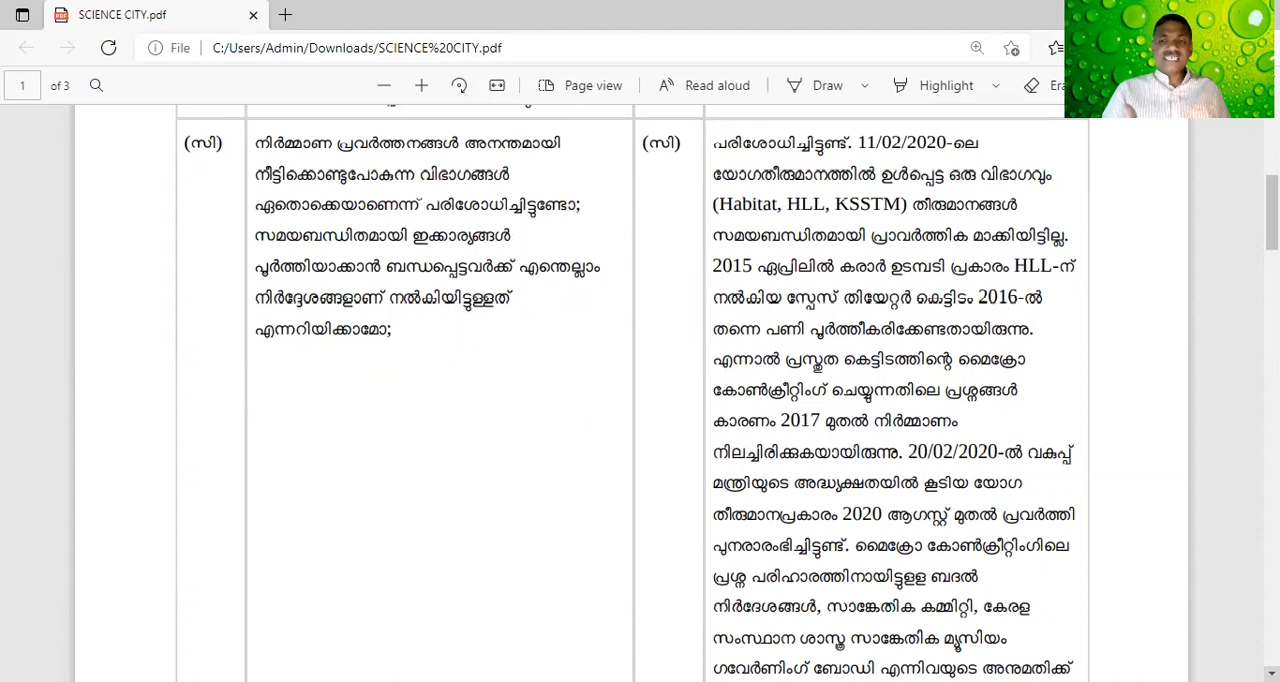 SCIENCE CITY.pdf
File C:/Users/Admin/Downloads/SCIENCE%20CITY.pdf
1 of 3 Page view Read aloud Draw Highlight Era
(സി) നിർമ്മാണ പ്രവർത്തനങ്ങൾ അനന്തമായി
നീട്ടിക്കൊണ്ടുപോകുന്ന വിഭാഗങ്ങൾ
ഏതൊക്കെയാണെന്ന് പരിശോധിച്ചിട്ടുണ്ടോ;
സമയബന്ധിതമായി ഇക്കാര്യങ്ങൾ
പൂർത്തിയാക്കാൻ ബന്ധപ്പെട്ടവർക്ക് എന്തെല്ലാം
നിർദ്ദേശങ്ങളാണ് നൽകിയിട്ടുള്ളത്
എന്നറിയിക്കാമോ;
(സി) പരിശോധിച്ചിട്ടുണ്ട്. 11/02/2020-ലെ
യോഗതീരുമാനത്തിൽ ഉൾപ്പെട്ട ഒരു വിഭാഗവും
(Habitat, HLL, KSSTM) തീരുമാനങ്ങൾ
സമയബന്ധിതമായി പ്രാവർത്തിക മാക്കിയിട്ടില്ല.
2015 ഏപ്രിലിൽ കരാർ ഉടമ്പടി പ്രകാരം HLL-ന്
നൽകിയ സ്പേസ് തിയേറ്റർ കെട്ടിടം 2016-ൽ
തന്നെ പണി പൂർത്തീകരിക്കേണ്ടതായിരുന്നു.
എന്നാൽ പ്രസ്തുത കെട്ടിടത്തിന്റെ മൈക്രോ
കോൺക്രീറ്റിംഗ് ചെയ്യുന്നതിലെ പ്രശ്നങ്ങൾ
കാരണം 2017 മുതൽ നിർമ്മാണം
നിലച്ചിരിക്കുകയായിരുന്നു. 20/02/2020-ൽ വകുപ്പ്
മന്ത്രിയുടെ അദ്ധ്യക്ഷതയിൽ കൂടിയ യോഗ
തീരുമാനപ്രകാരം 2020 ആഗസ്റ്റ് മുതൽ പ്രവർത്തി
പുനരാരംഭിച്ചിട്ടുണ്ട്. മൈക്രോ കോൺക്രീറ്റിംഗിലെ
പ്രശ്ന പരിഹാരത്തിനായിട്ടുളള ബദൽ
നിർദേശങ്ങൾ, സാങ്കേതിക കമ്മിറ്റി, കേരള
സംസ്ഥാന ശാസ്ത്ര സാങ്കേതിക മ്യൂസിയം
ഗവേർണിംഗ് ബോഡി എന്നിവയുടെ അനുമതിക്ക്